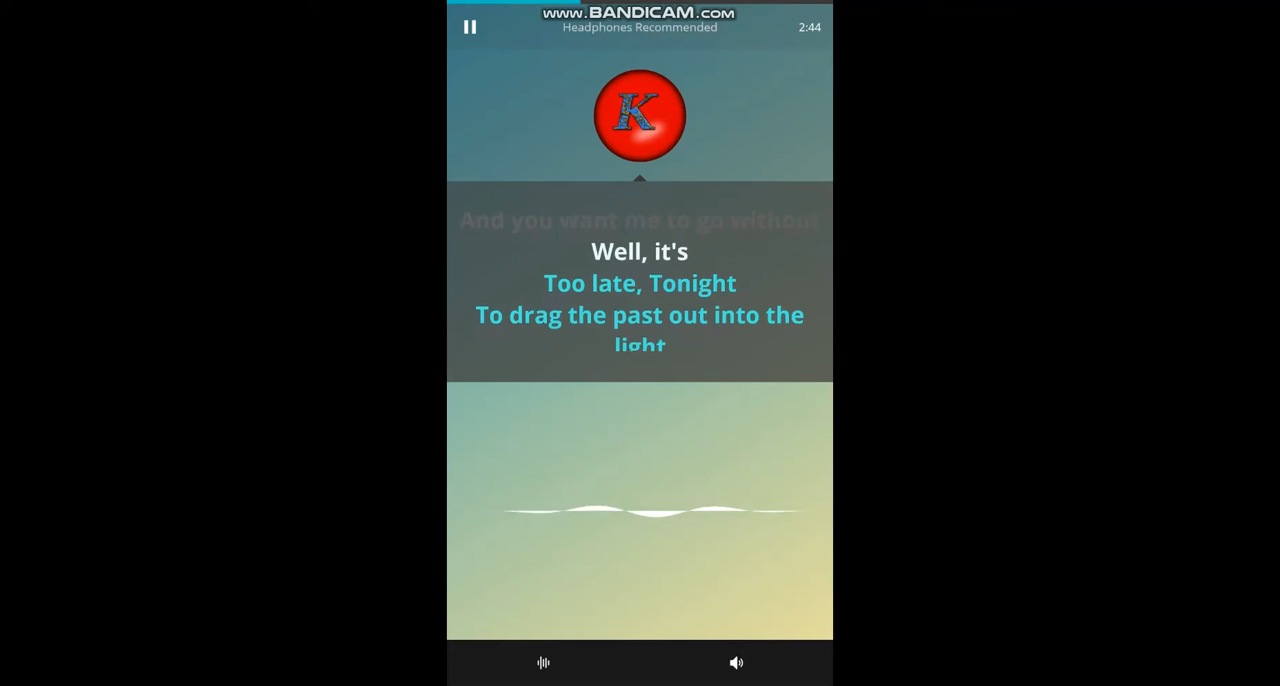 www.BANDICAM.com
Headphones Recommended
2:44
K
And you want me to go without
Well, it's
Too late, Tonight
To drag the past out into the
light